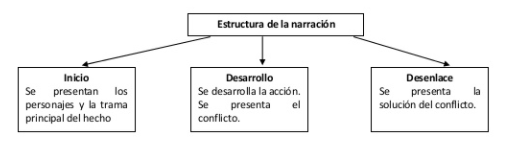 Estructura de la narración
Inicio
Se presentan los
personajes y la trama
principal del hecho
Desarrollo
Se desarrolla la acción.
Se presenta el
conflicto.
Desenlace
Se presenta la
solución del conflicto.